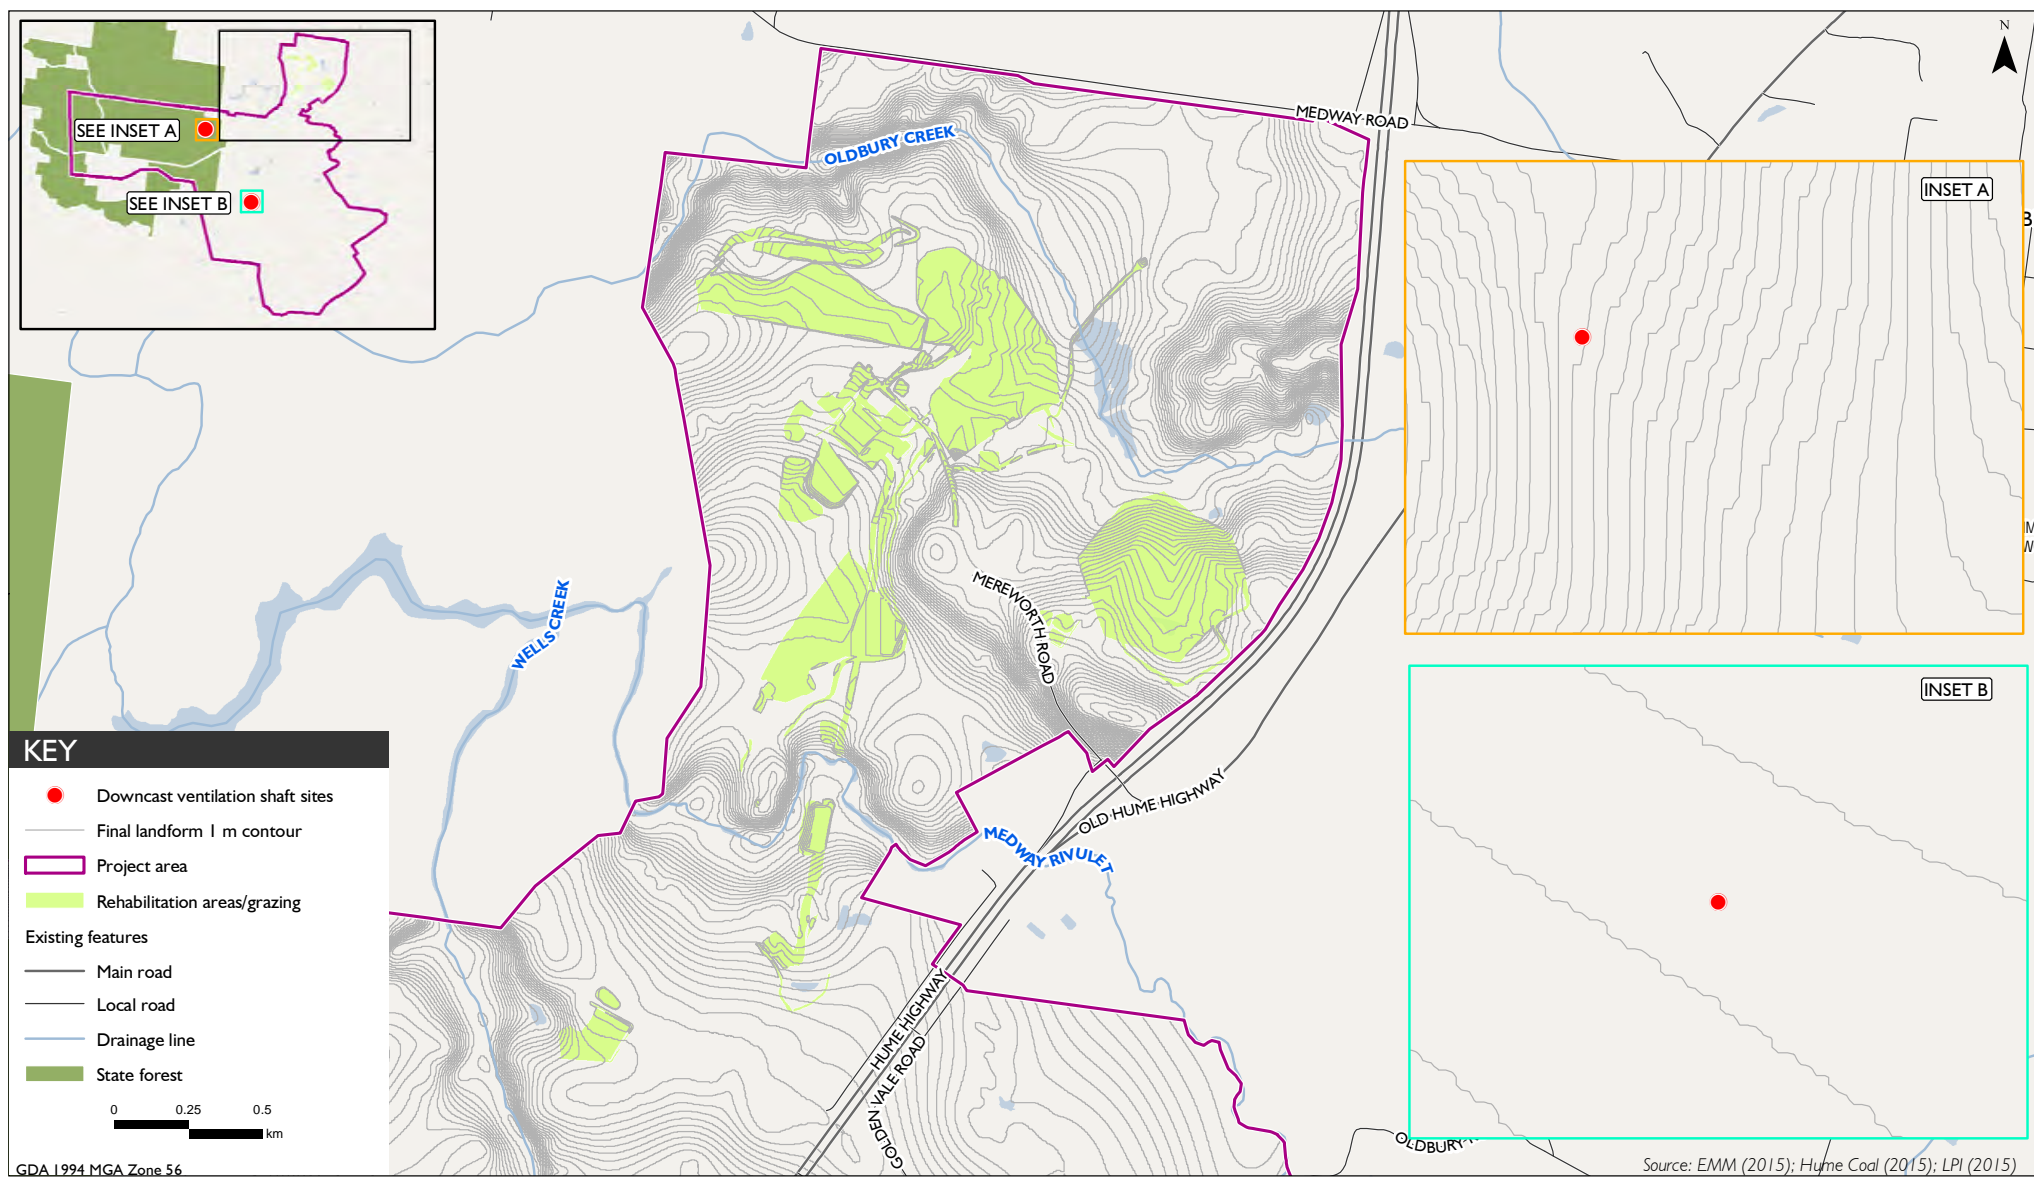 SEE INSET A
SEE INSET B
N
MEDWAY ROAD
OLDBURY CREEK
INSET A
B
MEREWORTH ROAD
WELLS CREEK
INSET B
OLD HUME HIGHWAY
MEDWAY RIVULET
HUME HIGHWAY
GOLDEN VALE ROAD
OLDBURY
KEY
Downcast ventilation shaft sites
Final landform 1 m contour
Project area
Rehabilitation areas/grazing
Existing features
Main road
Local road
Drainage line
State forest
0 0.25 0.5
km
GDA 1994 MGA Zone 56
Source: EMM (2015); Hume Coal (2015); LPI (2015)